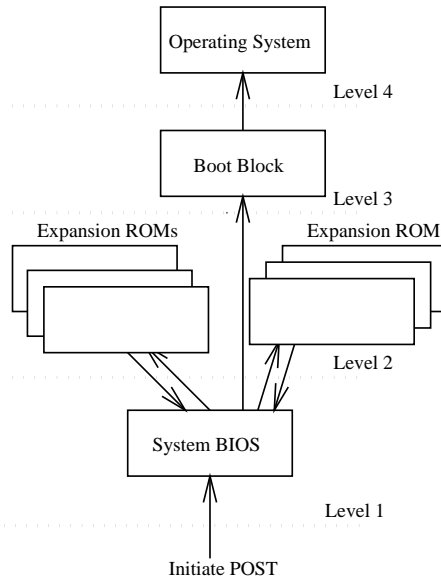 Operating System
Level 4
Boot Block
Level 3
Expansion ROMs
Expansion ROM
Level 2
System BIOS
Level 1
Initiate POST